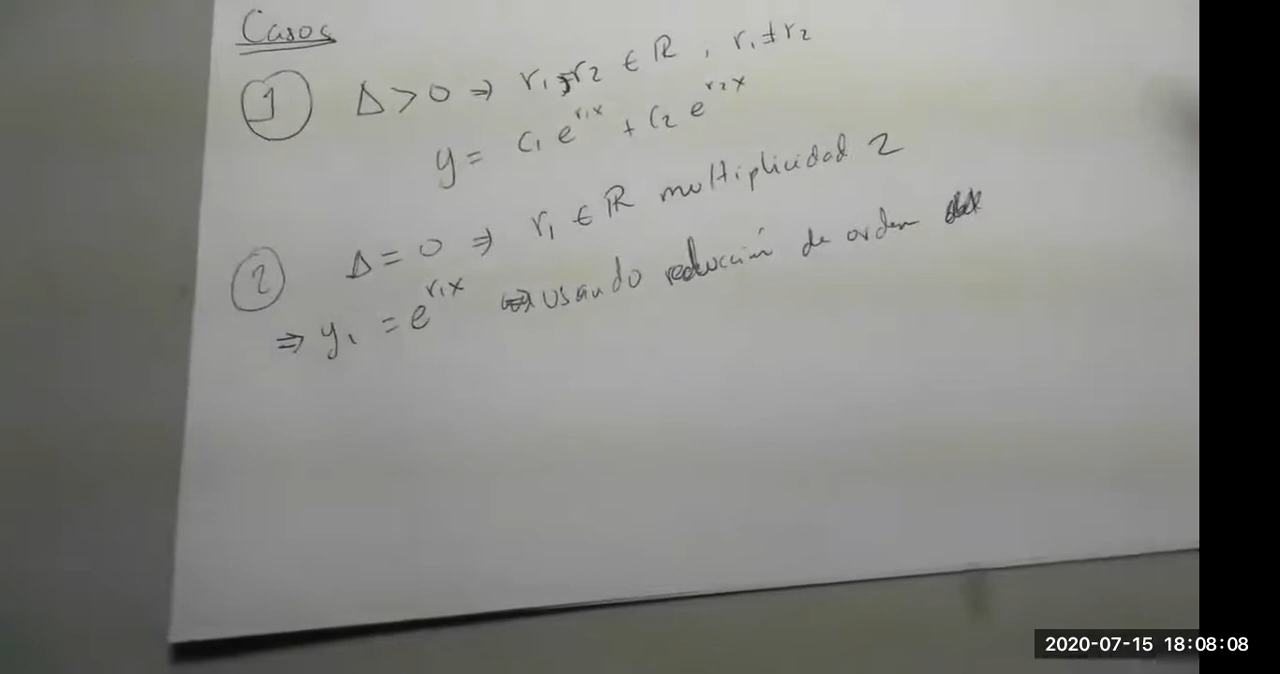 Casos
1 Δ > 0 ⇒ r₁, r₂ ∈ ℝ, r₁ ≠ r₂
y = c₁ e^{r₁x} + c₂ e^{r₂x}
2 Δ = 0 ⇒ r₁ ∈ ℝ multiplicidad 2
⇒ y₁ = e^{r₁x} usando reducción de orden
2020-07-15 18:08:08